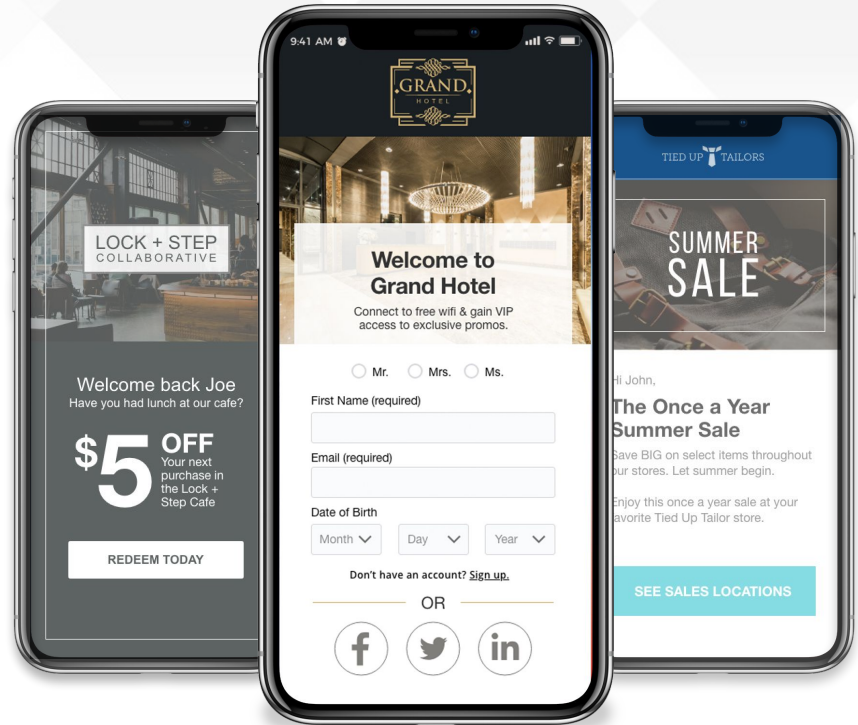 LOCK + STEP
COLLABORATIVE
Welcome back Joe
Have you had lunch at our cafe?
$5
OFF
Your next
purchase in
the Lock +
Step Cafe
REDEEM TODAY
9:41 AM
GRAND
HOTEL
Welcome to
Grand Hotel
Connect to free wifi & gain VIP
access to exclusive promos.
Mr. Mrs. Ms.
First Name (required)
Email (required)
Date of Birth
Month Day Year
Don't have an account? Sign up.
OR
f in
TIED UP TAILORS
SUMMER
SALE
Hi John,
The Once a Year
Summer Sale
Save BIG on select items throughout
our stores. Let summer begin.
Enjoy this once a year sale at your
favorite Tied Up Tailor store.
SEE SALES LOCATIONS